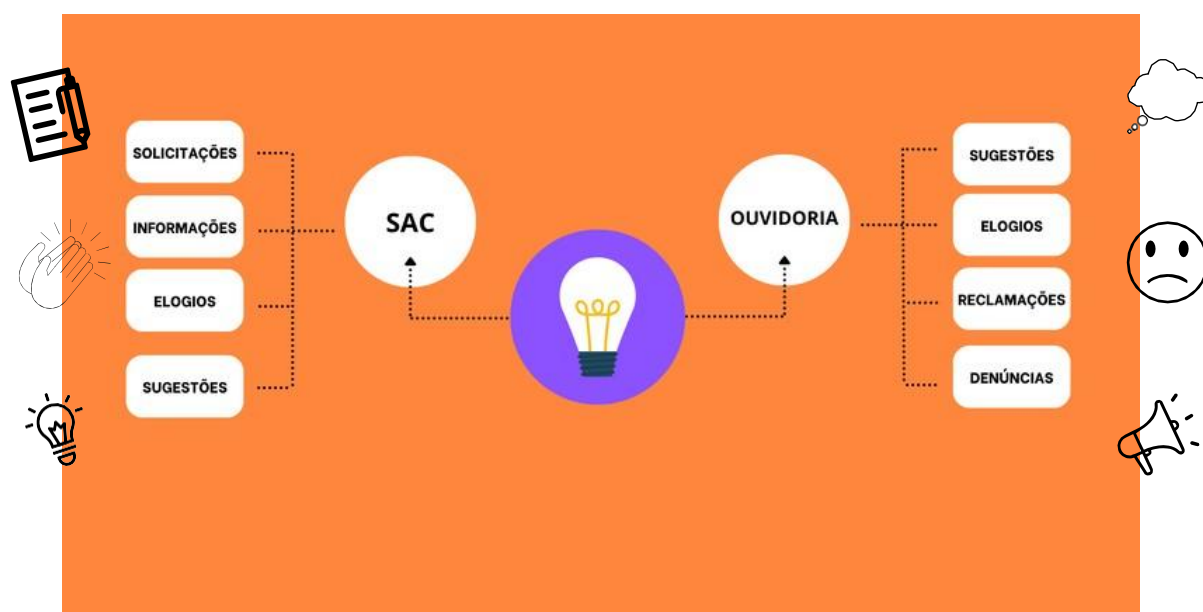 SOLICITAÇÕES
INFORMAÇÕES
ELOGIOS
SUGESTÕES
SAC
OUVIDORIA
SUGESTÕES
ELOGIOS
RECLAMAÇÕES
DENÚNCIAS